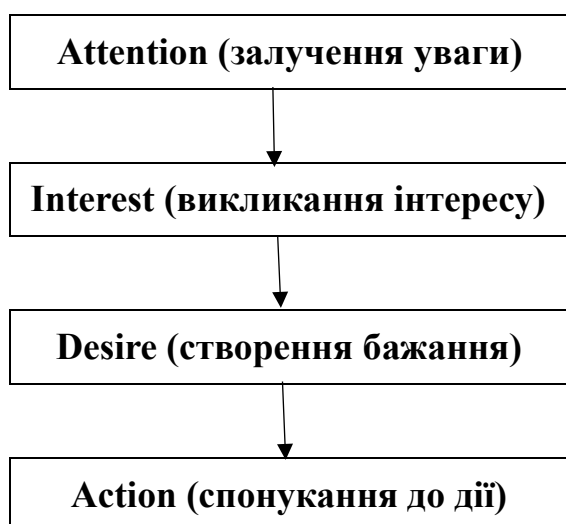 Attention (залучення уваги)
Interest (викликання інтересу)
Desire (створення бажання)
Action (спонукання до дії)